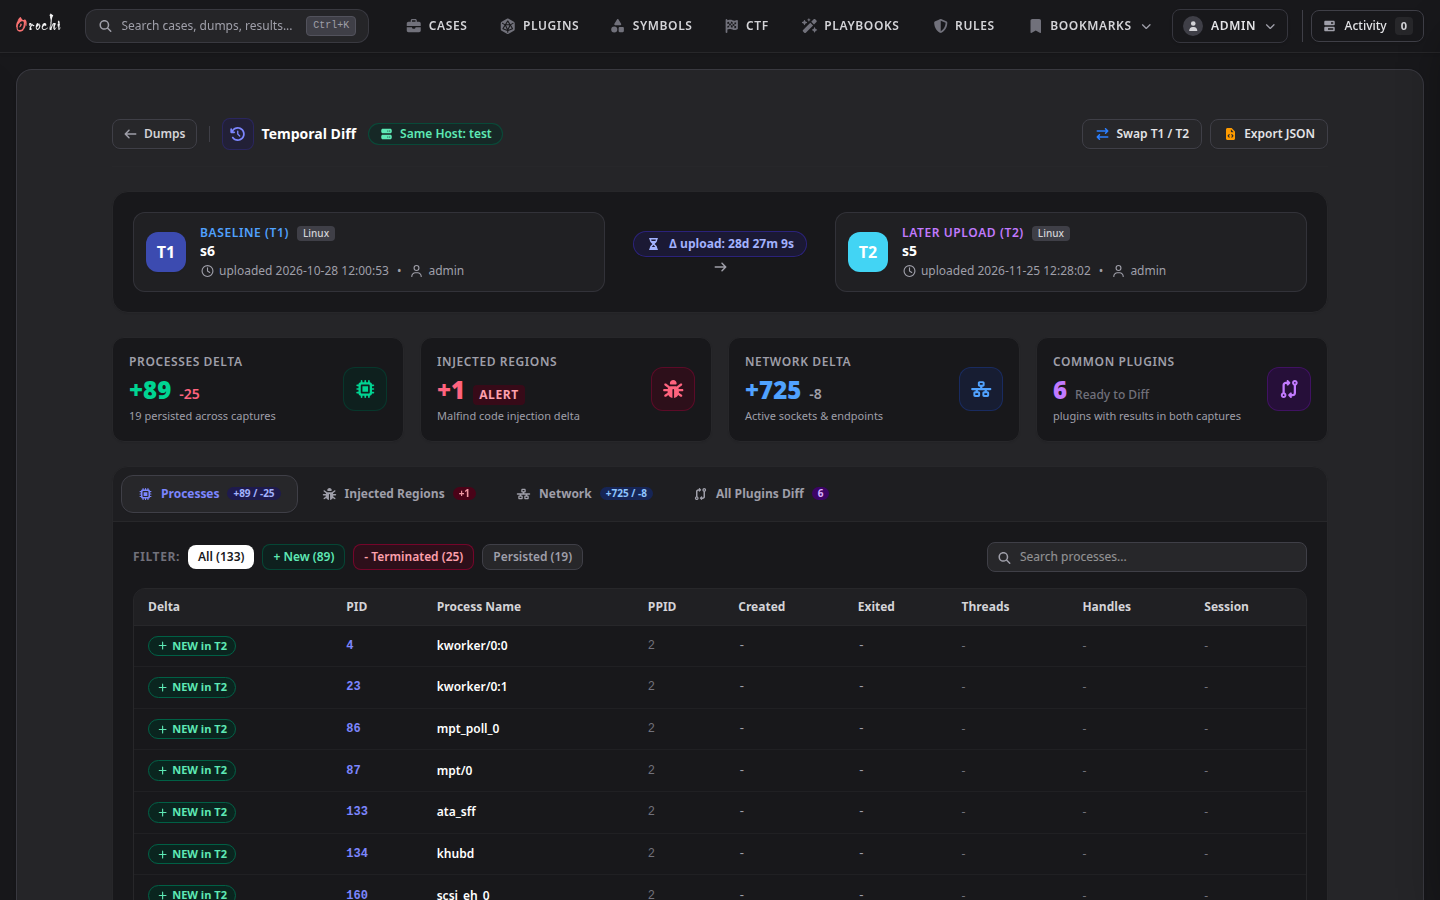 Orochi
Search cases, dumps, results... Ctrl+K
CASES
PLUGINS
SYMBOLS
CTF
PLAYBOOKS
RULES
BOOKMARKS
ADMIN
Activity 0
Dumps
Temporal Diff
Same Host: test
Swap T1 / T2
Export JSON
T1
BASELINE (T1) Linux
s6
uploaded 2026-10-28 12:00:53 • admin
Δ upload: 28d 27m 9s
→
T2
LATER UPLOAD (T2) Linux
s5
uploaded 2026-11-25 12:28:02 • admin
PROCESSES DELTA
+89 -25
19 persisted across captures
INJECTED REGIONS
+1 ALERT
Malfind code injection delta
NETWORK DELTA
+725 -8
Active sockets & endpoints
COMMON PLUGINS
6 Ready to Diff
plugins with results in both captures
Processes +89 / -25
Injected Regions +1
Network +725 / -8
All Plugins Diff 6
FILTER: All (133) + New (89) - Terminated (25) Persisted (19)
Search processes...
Delta PID Process Name PPID Created Exited Threads Handles Session
+ NEW in T2 4 kworker/0:0 2 - - - - -
+ NEW in T2 23 kworker/0:1 2 - - - - -
+ NEW in T2 86 mpt_poll_0 2 - - - - -
+ NEW in T2 87 mpt/0 2 - - - - -
+ NEW in T2 133 ata_sff 2 - - - - -
+ NEW in T2 134 khubd 2 - - - - -
+ NEW in T2 160 scsi_eh_0 2 - - - - -